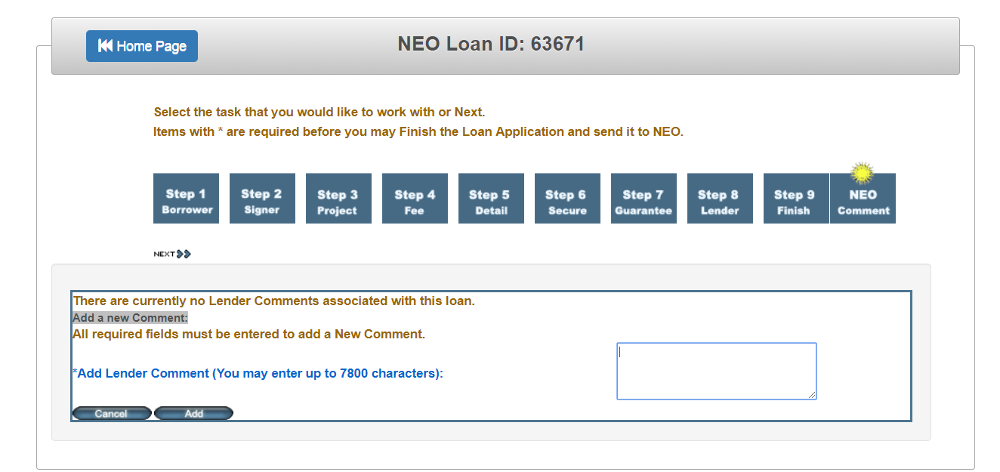 Home Page
NEO Loan ID: 63671
Select the task that you would like to work with or Next.
Items with * are required before you may Finish the Loan Application and send it to NEO.
Step 1
Borrower
Step 2
Signer
Step 3
Project
Step 4
Fee
Step 5
Detail
Step 6
Secure
Step 7
Guarantee
Step 8
Lender
Step 9
Finish
NEO
Comment
NEXT
There are currently no Lender Comments associated with this loan.
Add a new Comment:
All required fields must be entered to add a New Comment.
*Add Lender Comment (You may enter up to 7800 characters):
Cancel
Add